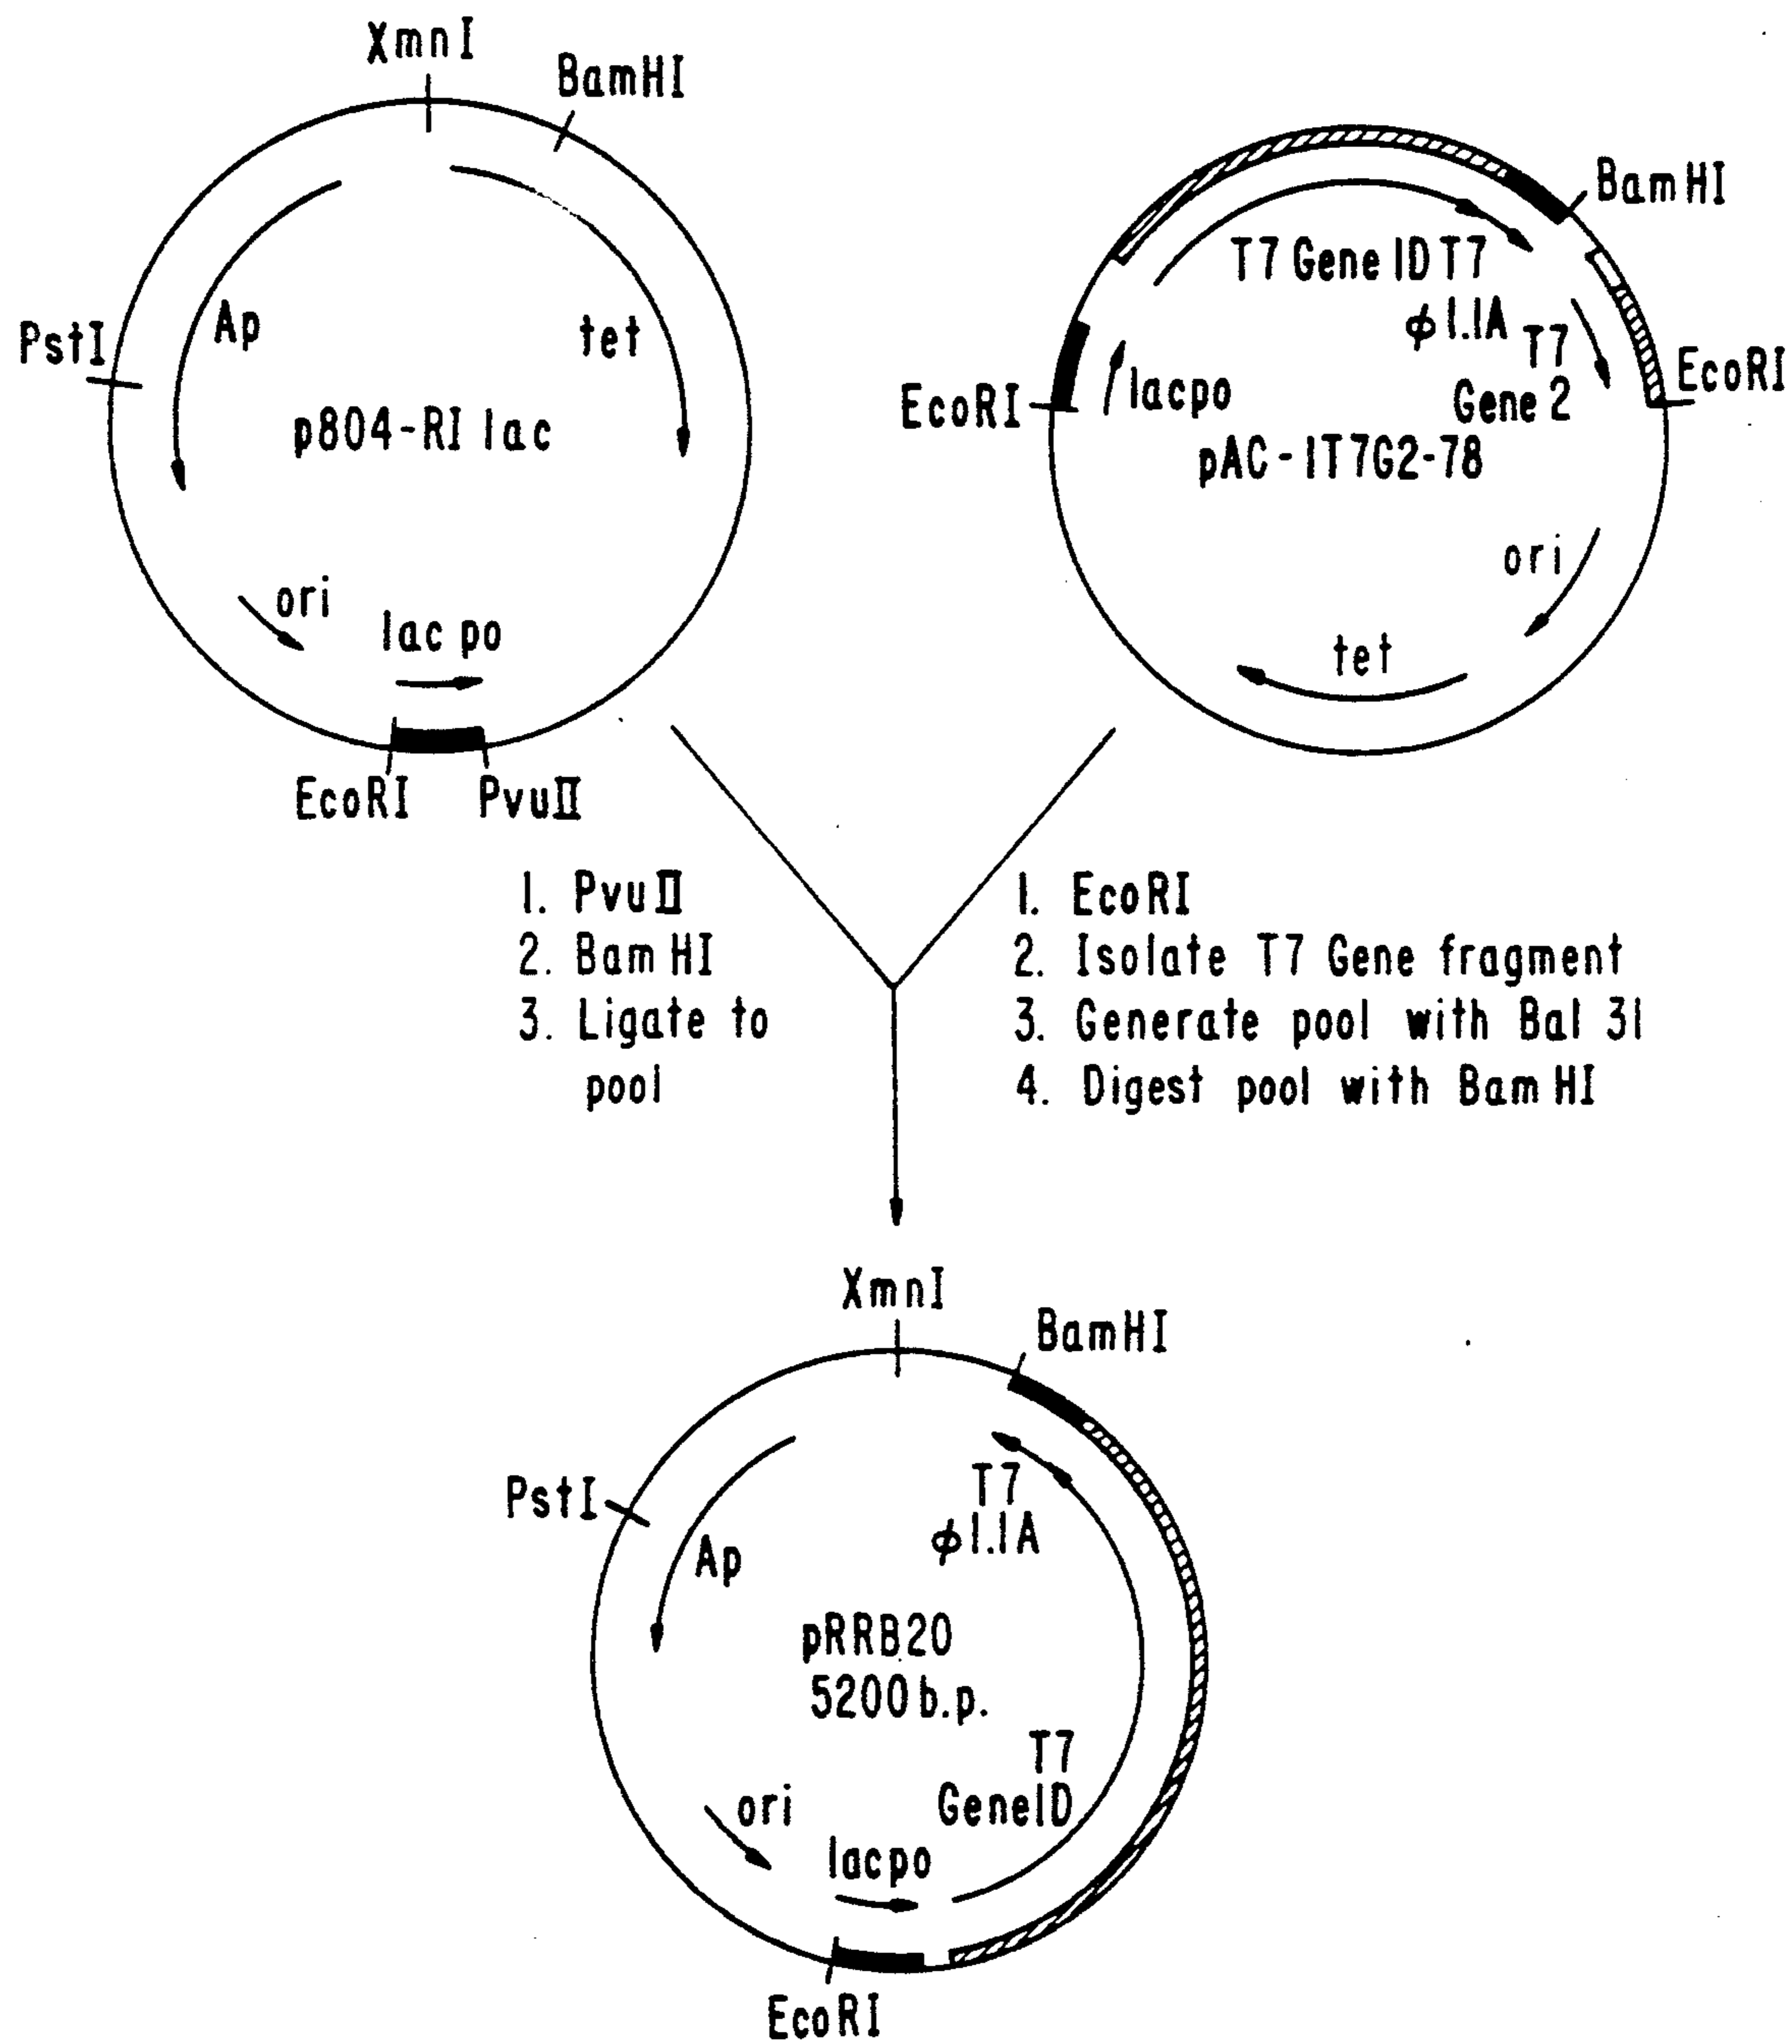 XmnI
BamHI
PstI
Ap
tet
p804-RI lac
ori
lac po
EcoRI
PvuII
BamHI
T7 Gene ID T7
φ1.1A
T7
Gene 2
EcoRI
EcoRI
lacpo
pAC-IT7G2-78
ori
tet
1. PvuII
2. Bam HI
3. Ligate to
pool
1. EcoRI
2. Isolate T7 Gene fragment
3. Generate pool with Bal 31
4. Digest pool with Bam HI
XmnI
BamHI
PstI
T7
φ1.1A
Ap
pRRB20
5200 b.p.
T7
Gene ID
ori
lacpo
EcoRI